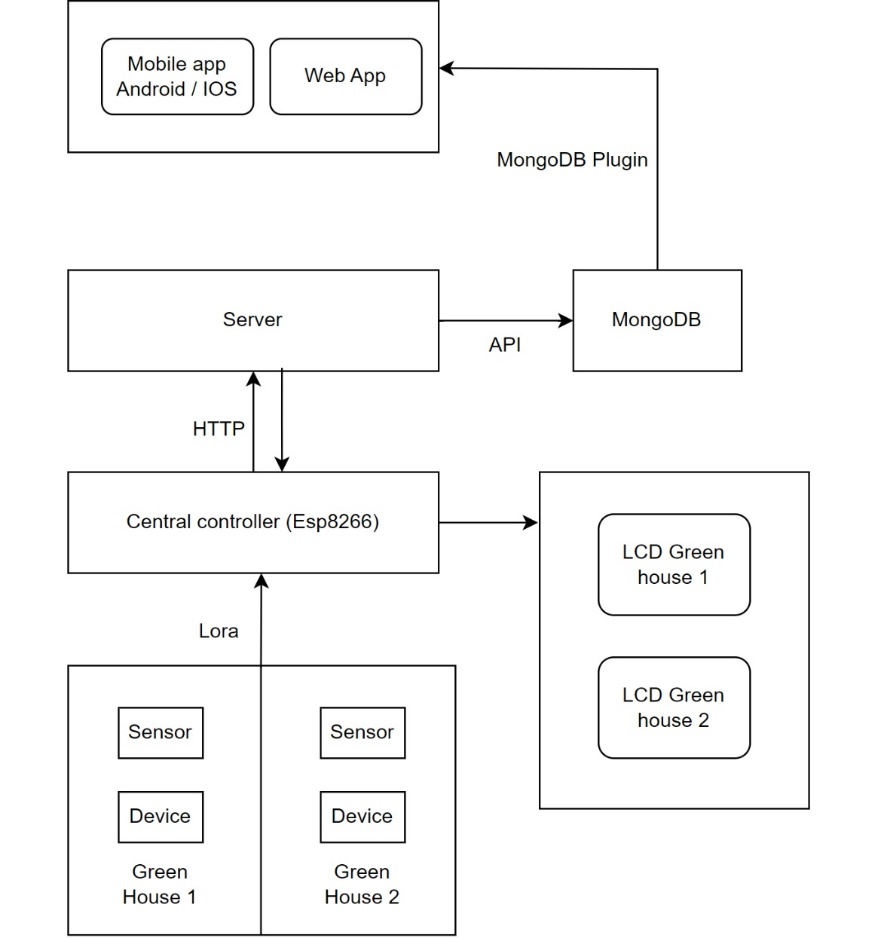 Mobile app
Android / IOS
Web App
MongoDB Plugin
Server
API
MongoDB
HTTP
Central controller (Esp8266)
LCD Green
house 1
Lora
LCD Green
house 2
Sensor
Sensor
Device
Device
Green
House 1
Green
House 2